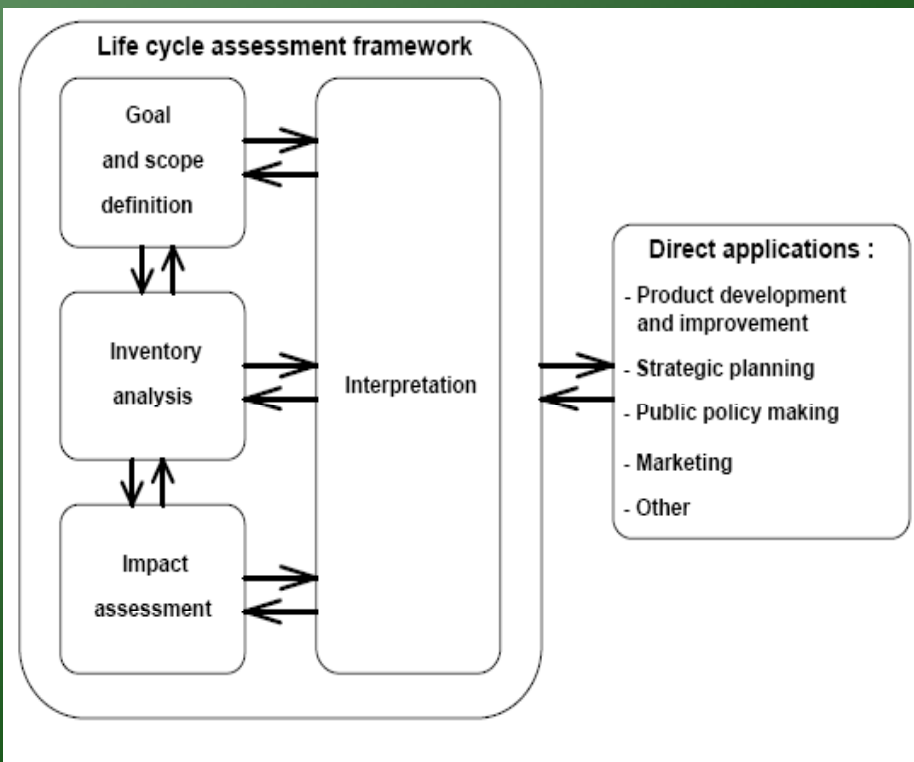 Life cycle assessment framework
Goal
and scope
definition
Inventory
analysis
Impact
assessment
Interpretation
Direct applications :
- Product development
and improvement
- Strategic planning
- Public policy making
- Marketing
- Other